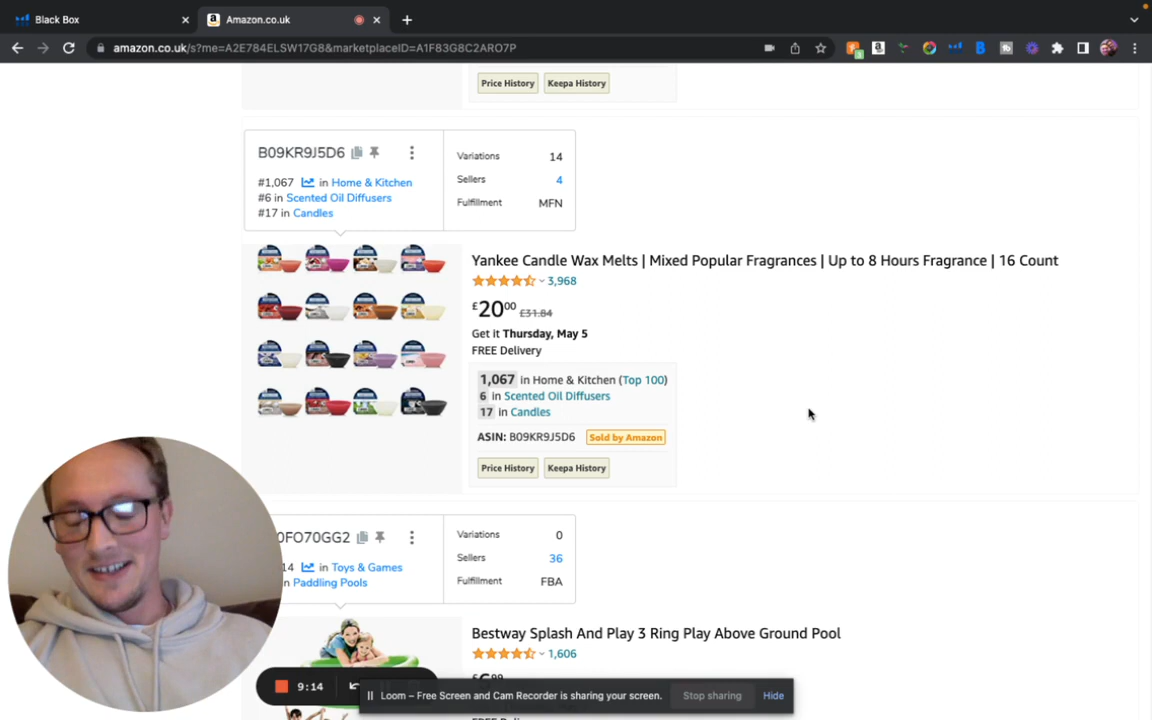 Black Box
Amazon.co.uk
amazon.co.uk/s?me=A2E784ELSW17G8&marketplaceID=A1F83G8C2ARO7P
Price History Keepa History
B09KR9J5D6
#1,067 in Home & Kitchen
#6 in Scented Oil Diffusers
#17 in Candles
Variations 14
Sellers 4
Fulfillment MFN
Yankee Candle Wax Melts | Mixed Popular Fragrances | Up to 8 Hours Fragrance | 16 Count
3,968
£20⁰⁰ £31.84
Get it Thursday, May 5
FREE Delivery
1,067 in Home & Kitchen (Top 100)
6 in Scented Oil Diffusers
17 in Candles
ASIN: B09KR9J5D6 Sold by Amazon
Price History Keepa History
0FO70GG2
14 in Toys & Games
in Paddling Pools
Variations 0
Sellers 36
Fulfillment FBA
Bestway Splash And Play 3 Ring Play Above Ground Pool
1,606
9:14
Loom – Free Screen and Cam Recorder is sharing your screen. Stop sharing Hide